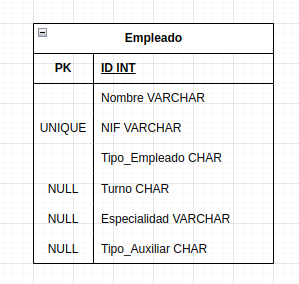 Empleado
PK ID INT
Nombre VARCHAR
UNIQUE NIF VARCHAR
Tipo_Empleado CHAR
NULL Turno CHAR
NULL Especialidad VARCHAR
NULL Tipo_Auxiliar CHAR